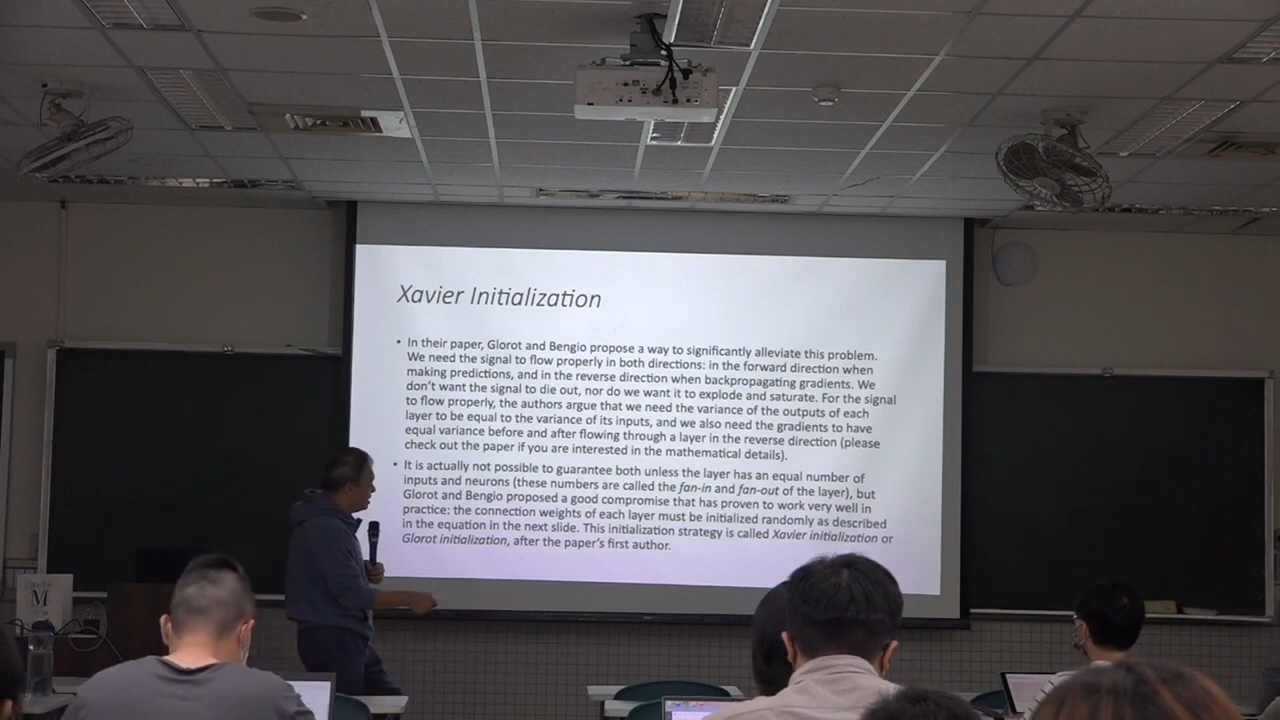 Xavier Initialization
• In their paper, Glorot and Bengio propose a way to significantly alleviate this problem.
We need the signal to flow properly in both directions: in the forward direction when
making predictions, and in the reverse direction when backpropagating gradients. We
don't want the signal to die out, nor do we want it to explode and saturate. For the signal
to flow properly, the authors argue that we need the variance of the outputs of each
layer to be equal to the variance of its inputs, and we also need the gradients to have
equal variance before and after flowing through a layer in the reverse direction (please
check out the paper if you are interested in the mathematical details).
• It is actually not possible to guarantee both unless the layer has an equal number of
inputs and neurons (these numbers are called the fan-in and fan-out of the layer), but
Glorot and Bengio proposed a good compromise that has proven to work very well in
practice: the connection weights of each layer must be initialized randomly as described
in the equation in the next slide. This initialization strategy is called Xavier initialization or
Glorot initialization, after the paper's first author.
M